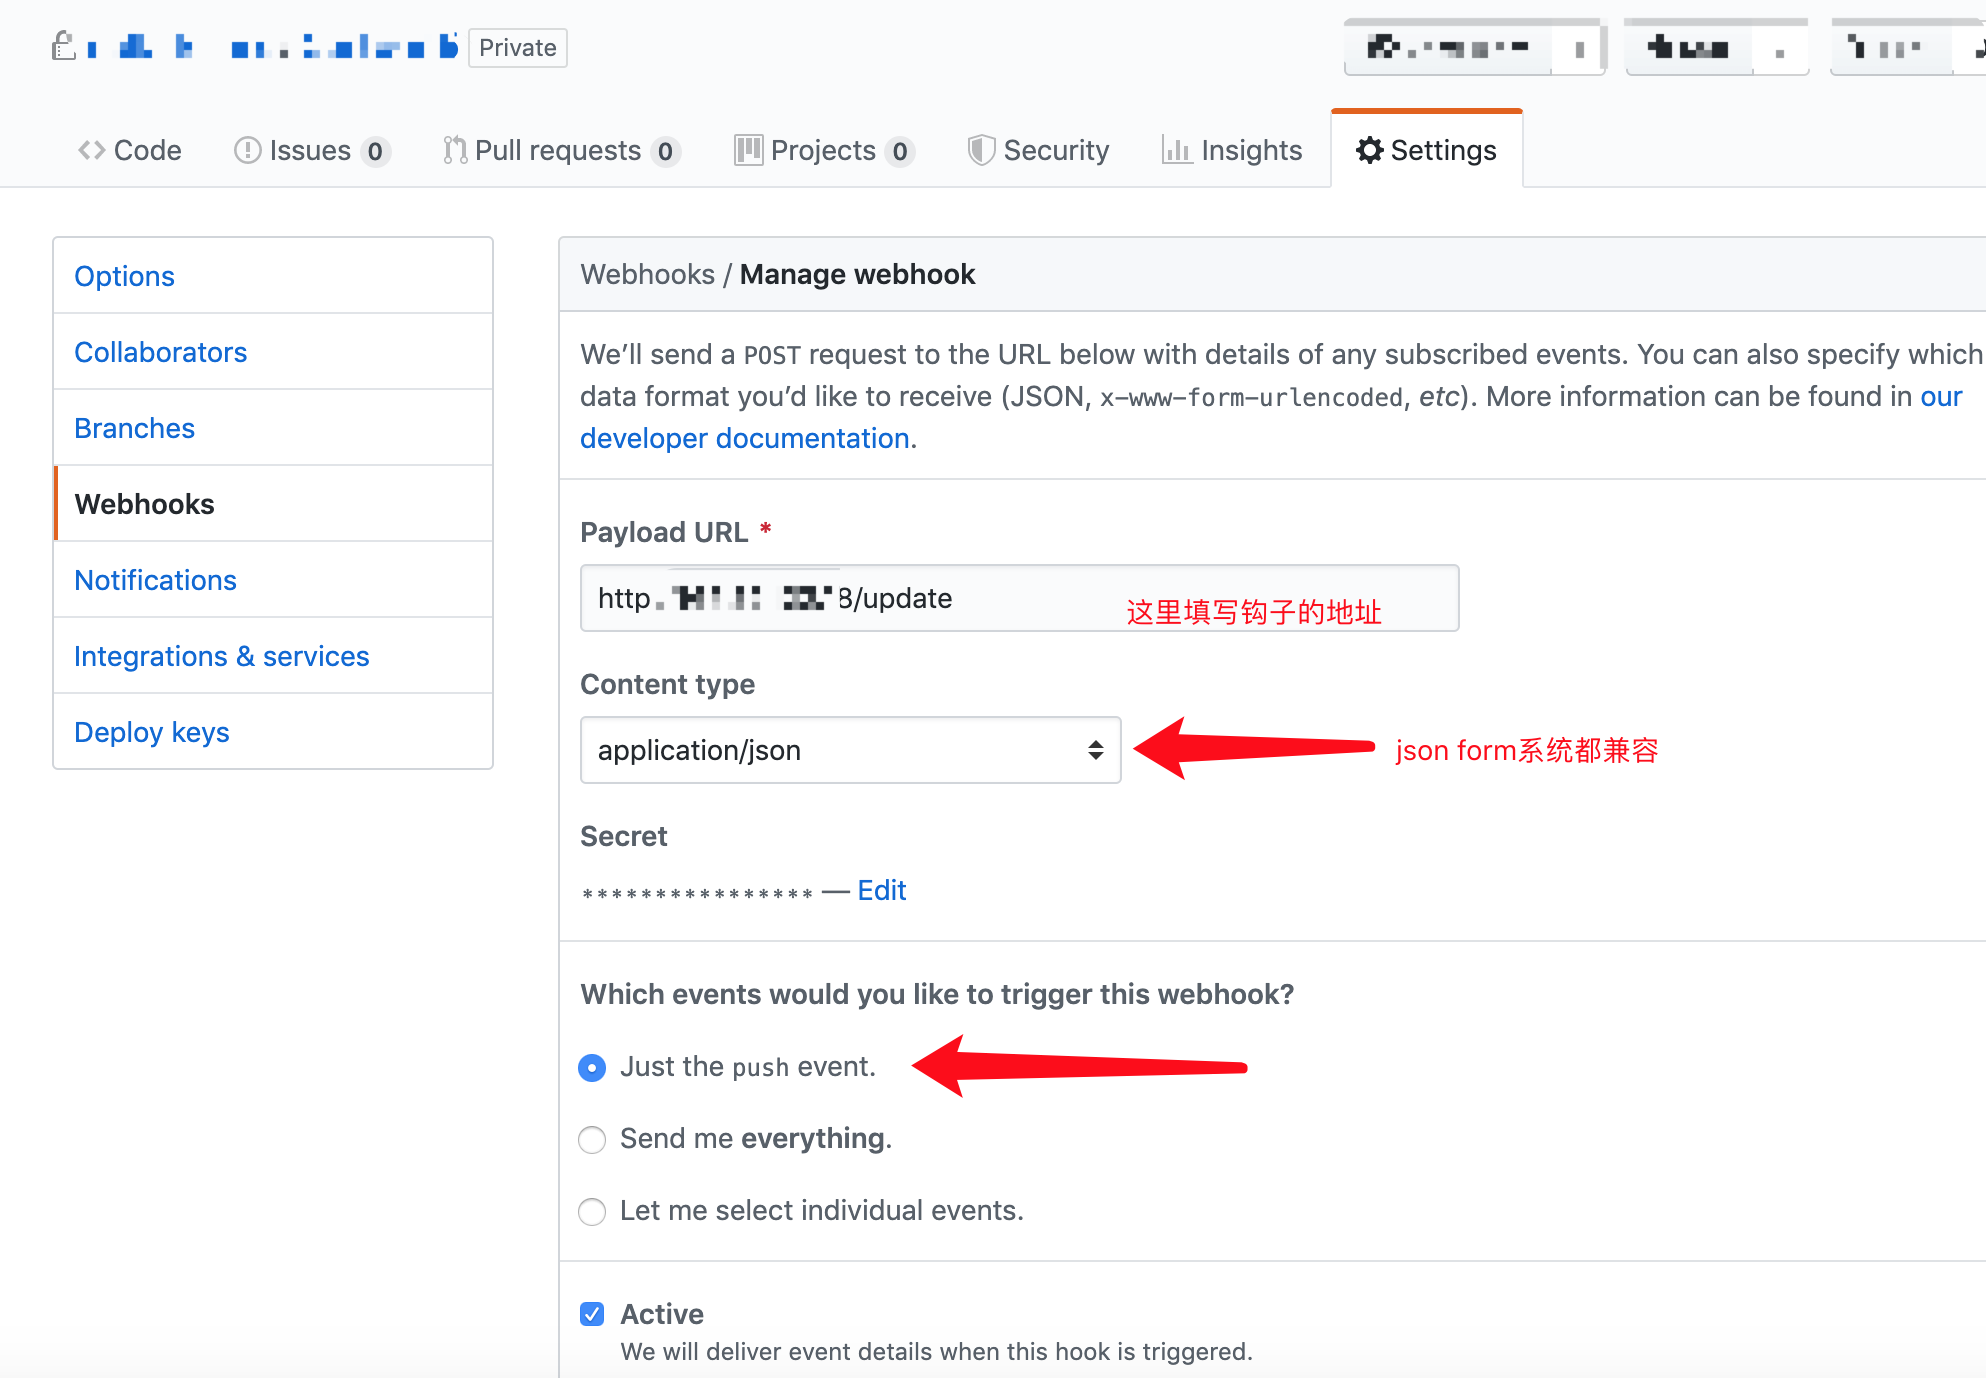 Private
Code
Issues 0
Pull requests 0
Projects 0
Security
Insights
Settings
Options
Collaborators
Branches
Webhooks
Notifications
Integrations & services
Deploy keys
Webhooks / Manage webhook
We’ll send a POST request to the URL below with details of any subscribed events. You can also specify which
data format you’d like to receive (JSON, x-www-form-urlencoded, etc). More information can be found in our
developer documentation.
Payload URL *
http 8/update
这里填写钩子的地址
Content type
application/json
json form系统都兼容
Secret
**************** — Edit
Which events would you like to trigger this webhook?
Just the push event.
Send me everything.
Let me select individual events.
Active
We will deliver event details when this hook is triggered.